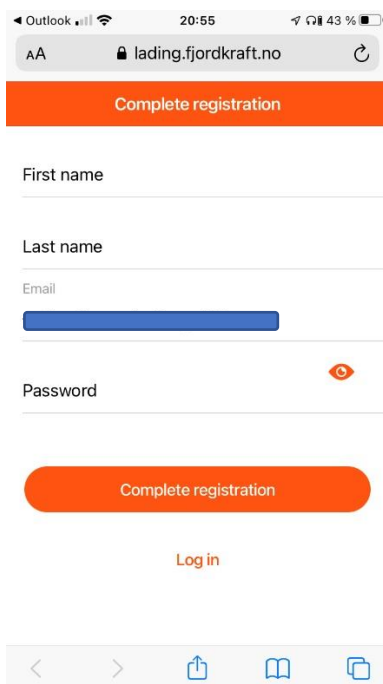 Outlook 20:55 43 %
AA lading.fjordkraft.no
Complete registration
First name
Last name
Email
Password
Complete registration
Log in